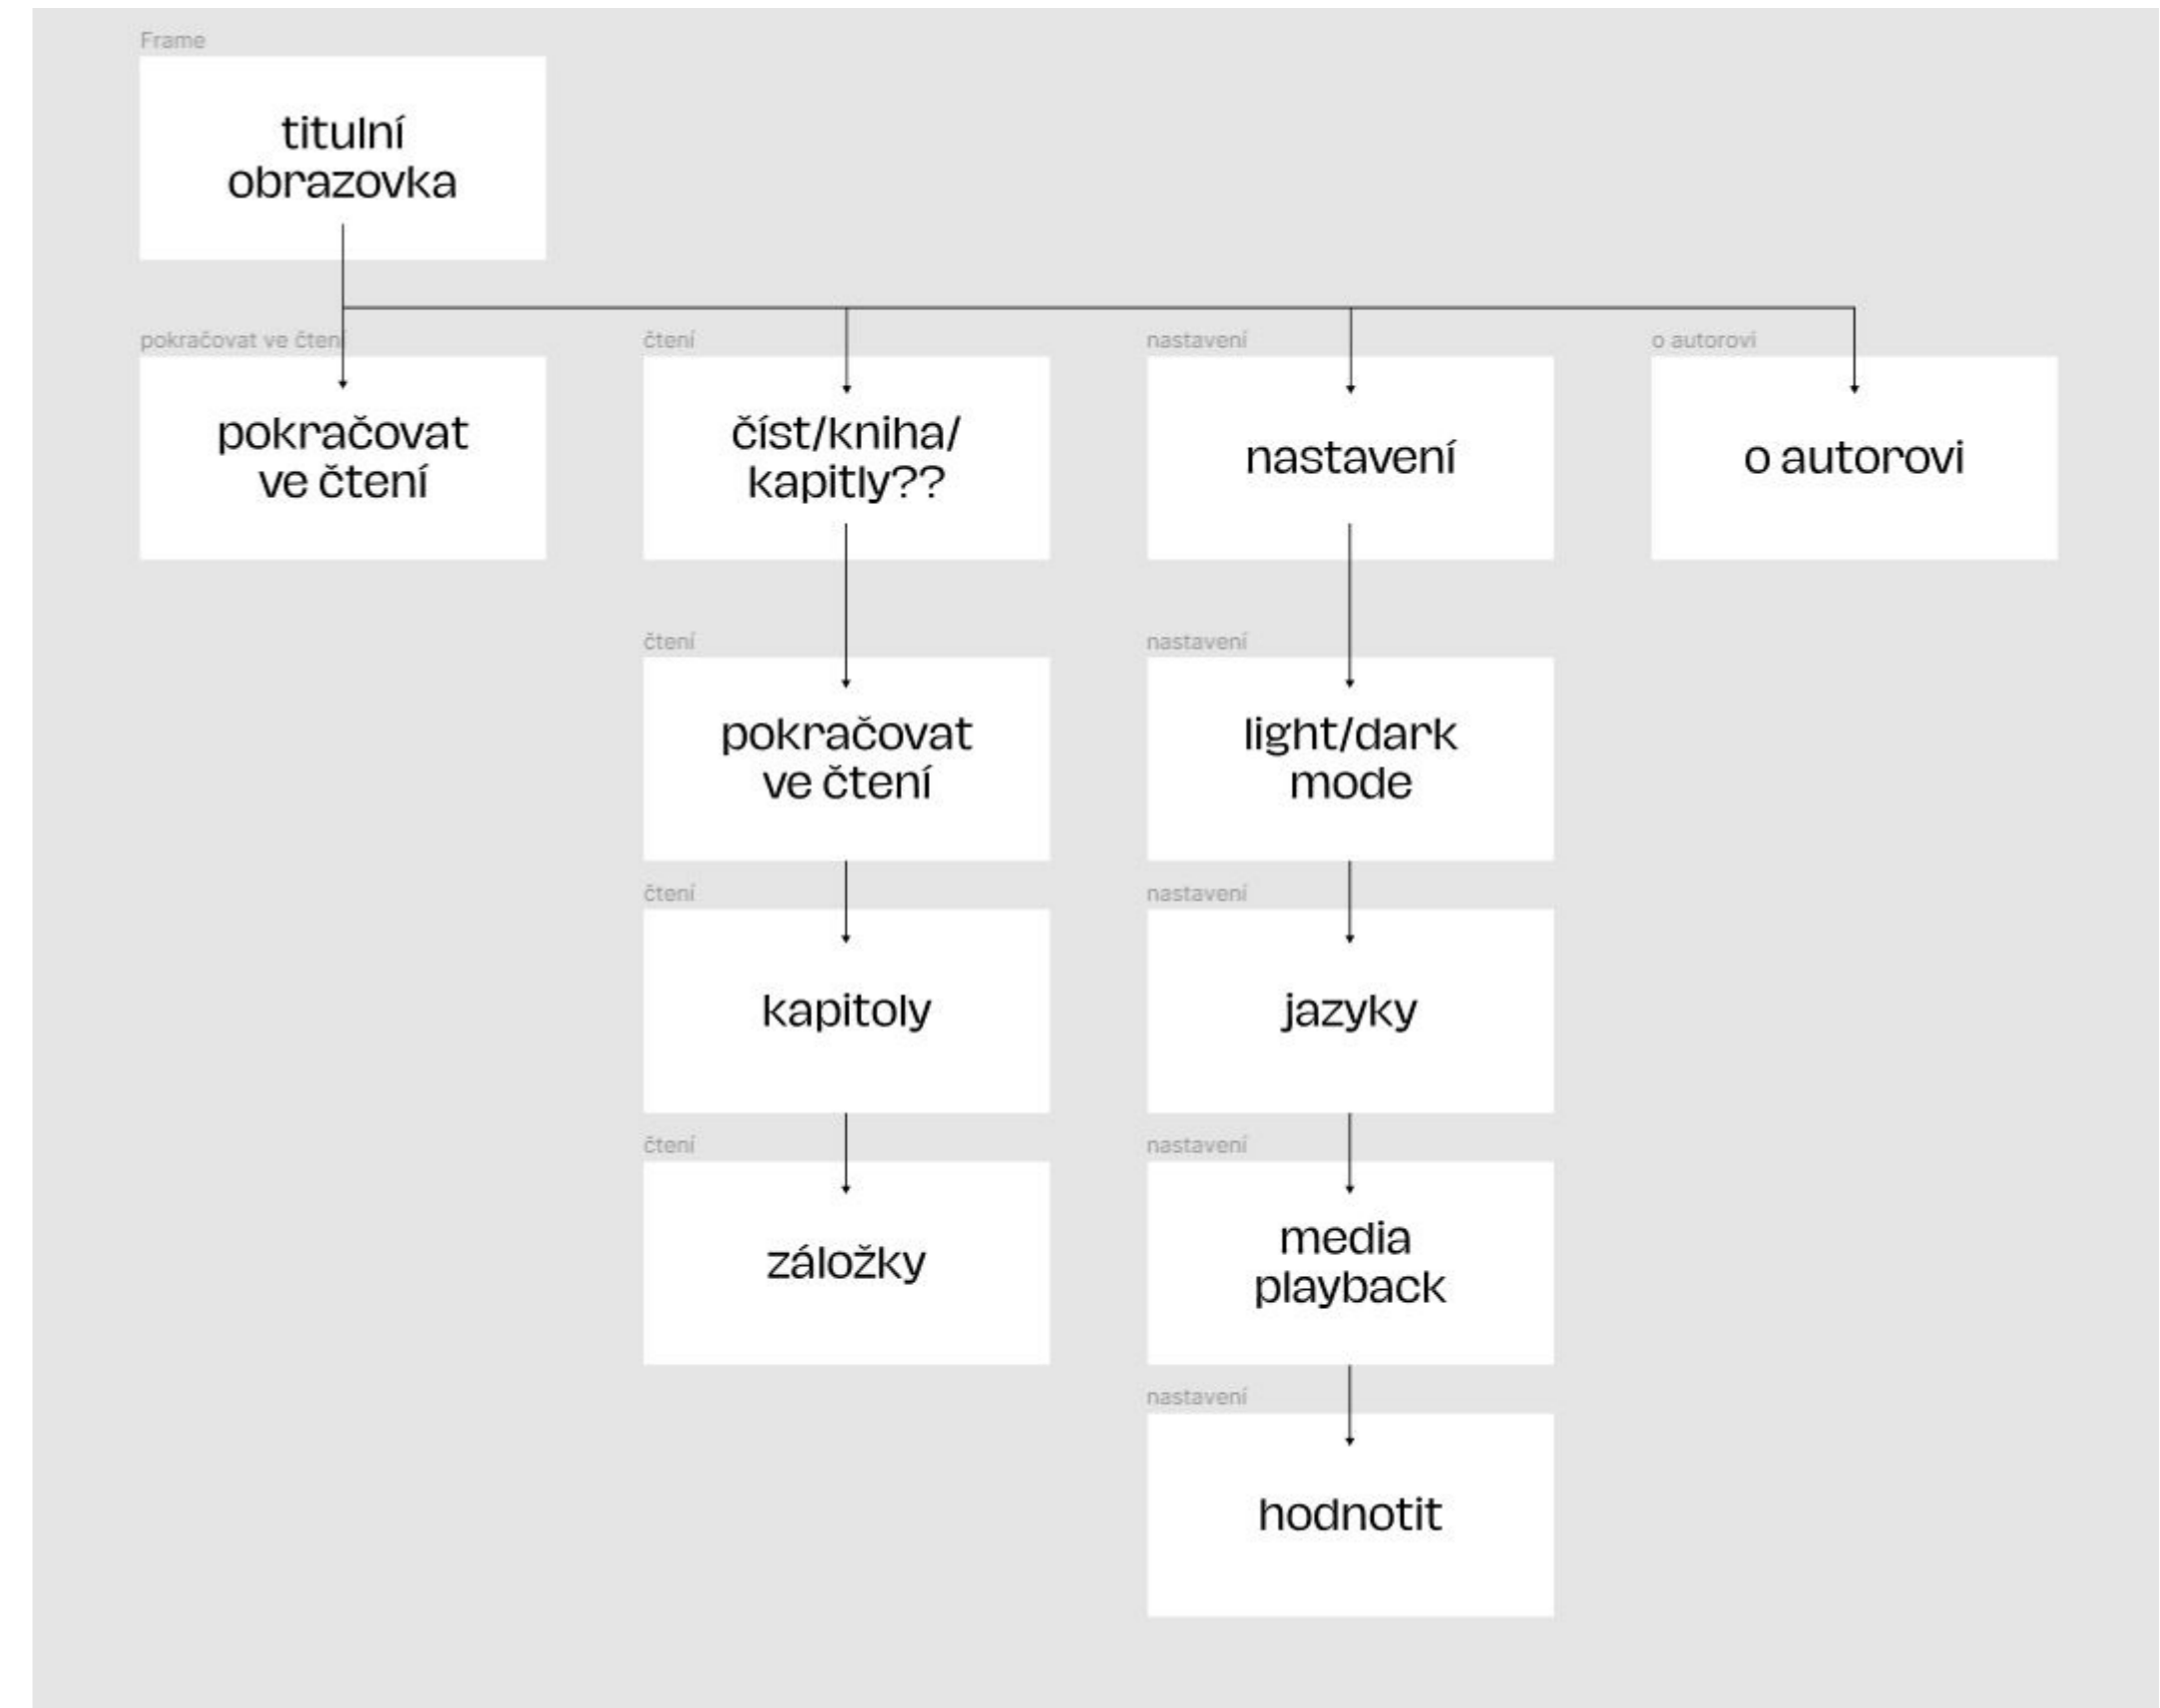 Frame
titulní
obrazovka
pokračovat ve čtení
pokračovat
ve čtení
čtení
číst/kniha/
kapitly??
nastavení
nastavení
o autorovi
o autorovi
čtení
pokračovat
ve čtení
nastavení
light/dark
mode
čtení
kapitoly
nastavení
jazyky
čtení
záložky
nastavení
media
playback
nastavení
hodnotit